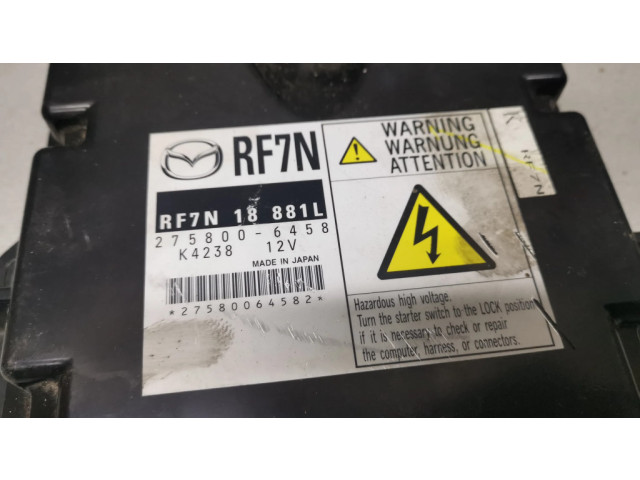 RF7N
RF7N 18 881L
275800-6458
K4238 12V
MADE IN JAPAN
*27580064582*
WARNING
WARNUNG
ATTENTION
Hazardous high voltage.
Turn the starter switch to the LOCK position
if it is necessary to check or repair
the computer, harness, or connectors.